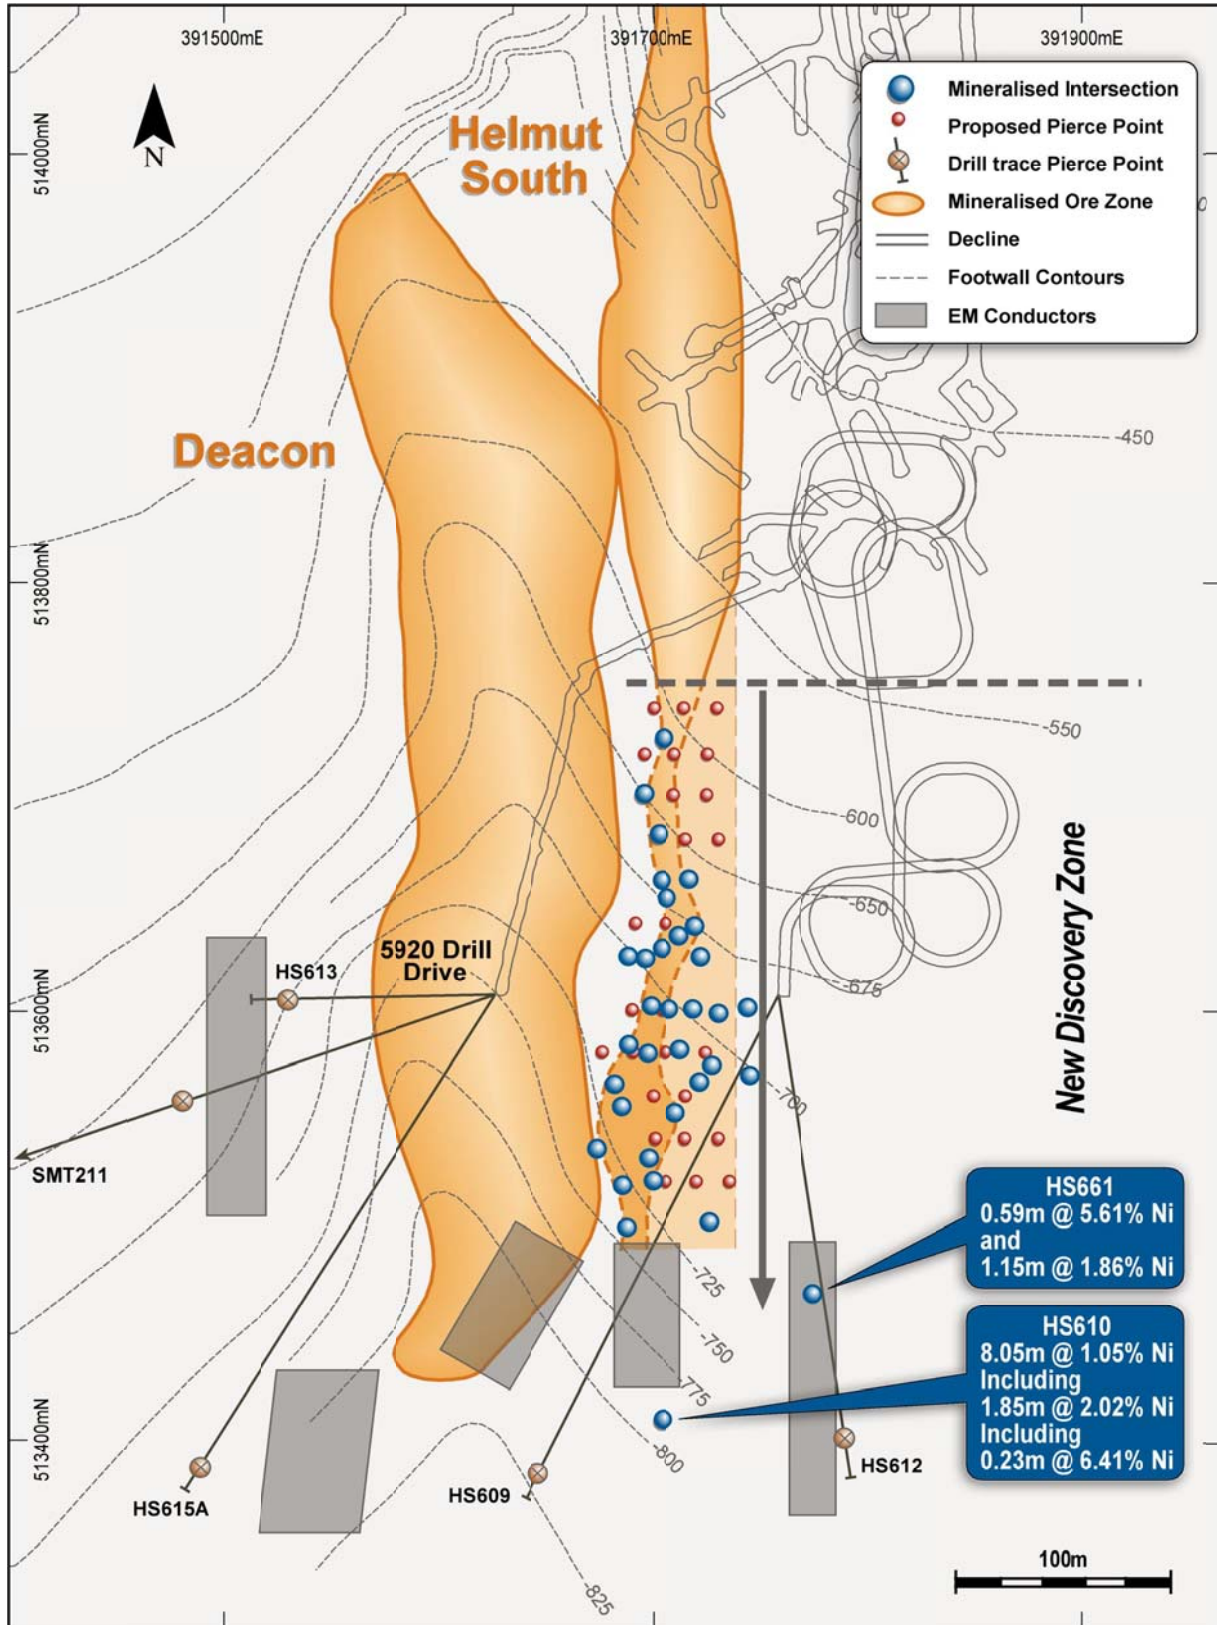 391500mE
391700mE
391900mE
514000mN
513800mN
513600mN
513400mN
N
Mineralised Intersection
Proposed Pierce Point
Drill trace Pierce Point
Mineralised Ore Zone
Decline
Footwall Contours
EM Conductors
Helmut
South
Deacon
-450
-550
-600
-650
-675
-700
-725
-750
-775
-800
-825
New Discovery Zone
5920 Drill
Drive
HS613
SMT211
HS615A
HS609
HS612
HS661
0.59m @ 5.61% Ni
and
1.15m @ 1.86% Ni
HS610
8.05m @ 1.05% Ni
Including
1.85m @ 2.02% Ni
Including
0.23m @ 6.41% Ni
100m